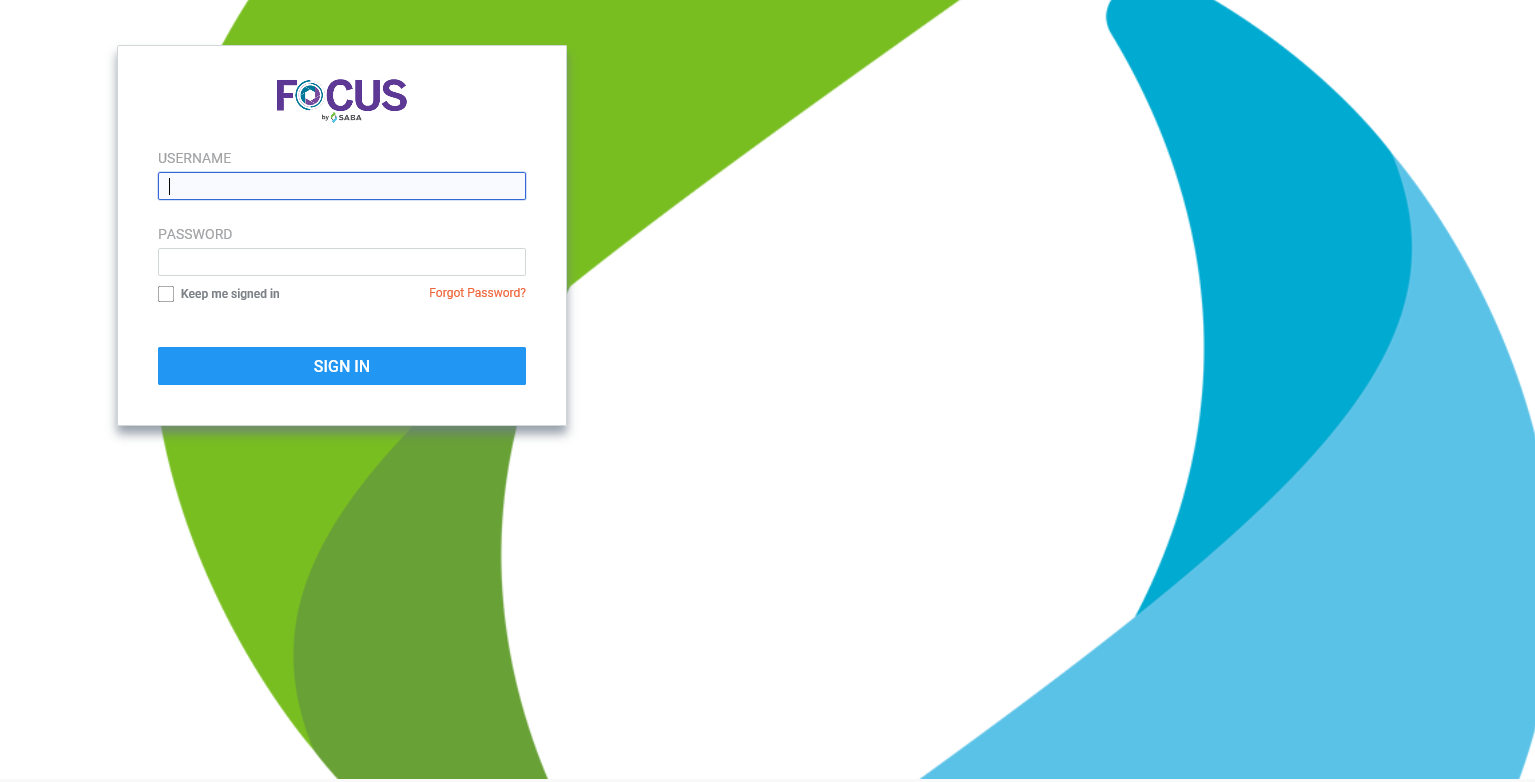 FOCUS
by SABA
USERNAME
PASSWORD
Keep me signed in
Forgot Password?
SIGN IN